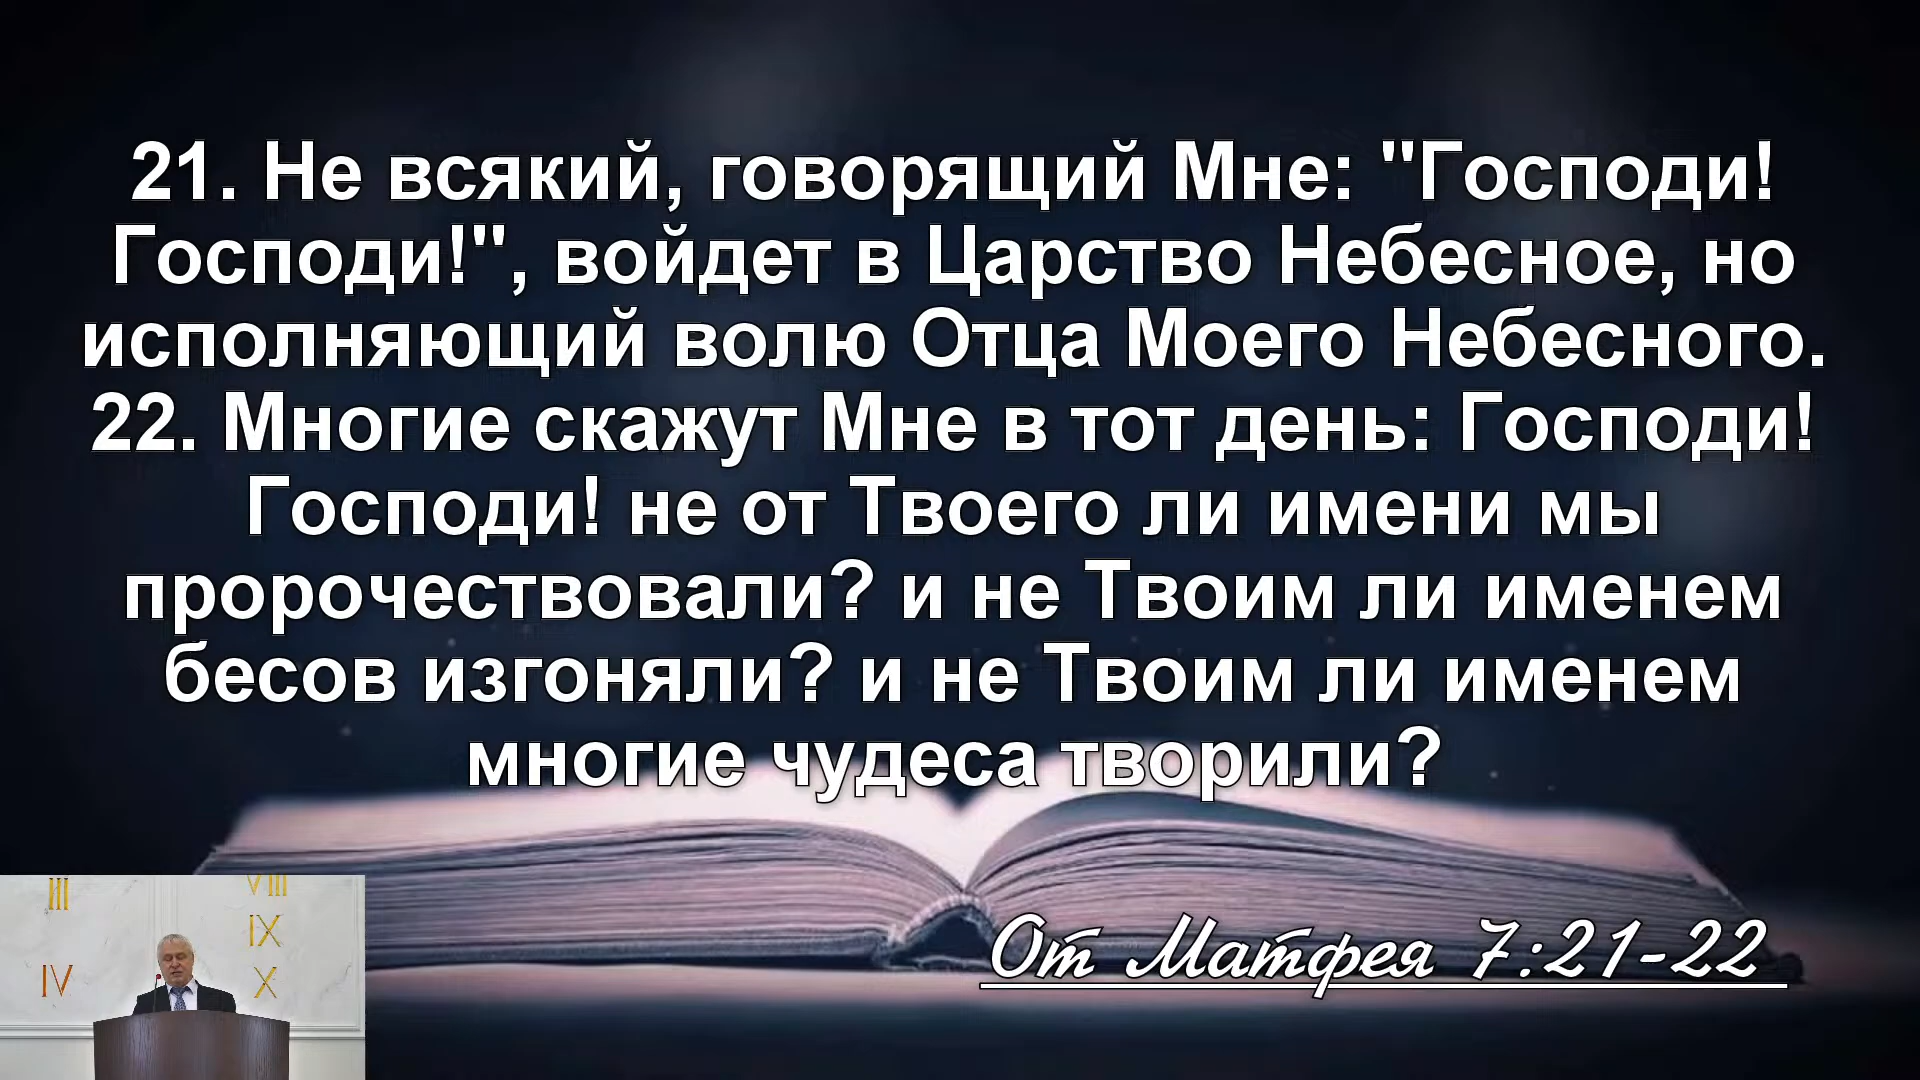 21. Не всякий, говорящий Мне: "Господи!
Господи!", войдет в Царство Небесное, но
исполняющий волю Отца Моего Небесного.
22. Многие скажут Мне в тот день: Господи!
Господи! не от Твоего ли имени мы
пророчествовали? и не Твоим ли именем
бесов изгоняли? и не Твоим ли именем
многие чудеса творили?
От Матфея 7:21-22
III
VIII
IX
IV
X